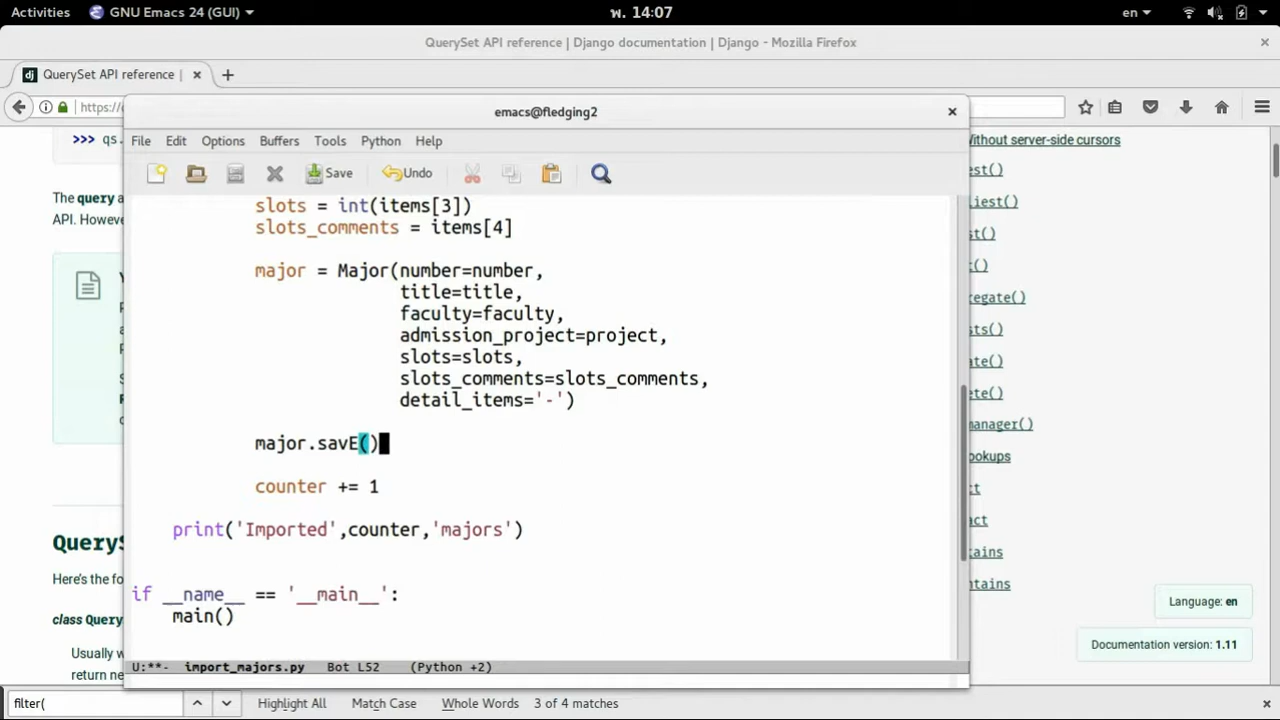 Activities GNU Emacs 24 (GUI) พ. 14:07 en
QuerySet API reference | Django documentation | Django - Mozilla Firefox
dj QuerySet API reference |
https://
emacs@fledging2
File Edit Options Buffers Tools Python Help
Save Undo
>>> qs.
The query a
API. Howeve
slots = int(items[3])
slots_comments = items[4]
major = Major(number=number,
title=title,
faculty=faculty,
admission_project=project,
slots=slots,
slots_comments=slots_comments,
detail_items='-')
major.savE()
counter += 1
print('Imported',counter,'majors')
if __name__ == '__main__':
main()
U:**- import_majors.py Bot L52 (Python +2)
QueryS
Here's the fo
class Query
Usually w
return ne
Without server-side cursors
est()
liest()
st()
()
regate()
sts()
ate()
ete()
manager()
ookups
ct
act
tains
ntains
Language: en
Documentation version: 1.11
filter( Highlight All Match Case Whole Words 3 of 4 matches